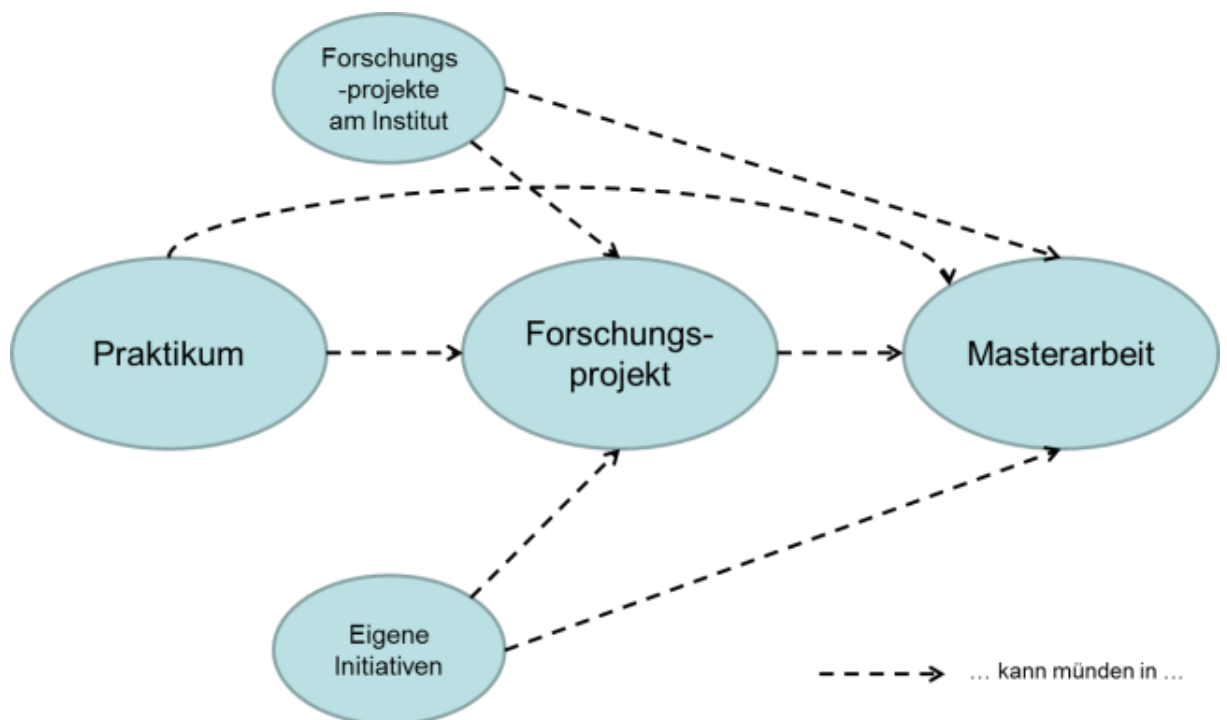 Forschungs
-projekte
am Institut
Praktikum
Forschungs-
projekt
Masterarbeit
Eigene
Initiativen
... kann münden in ...